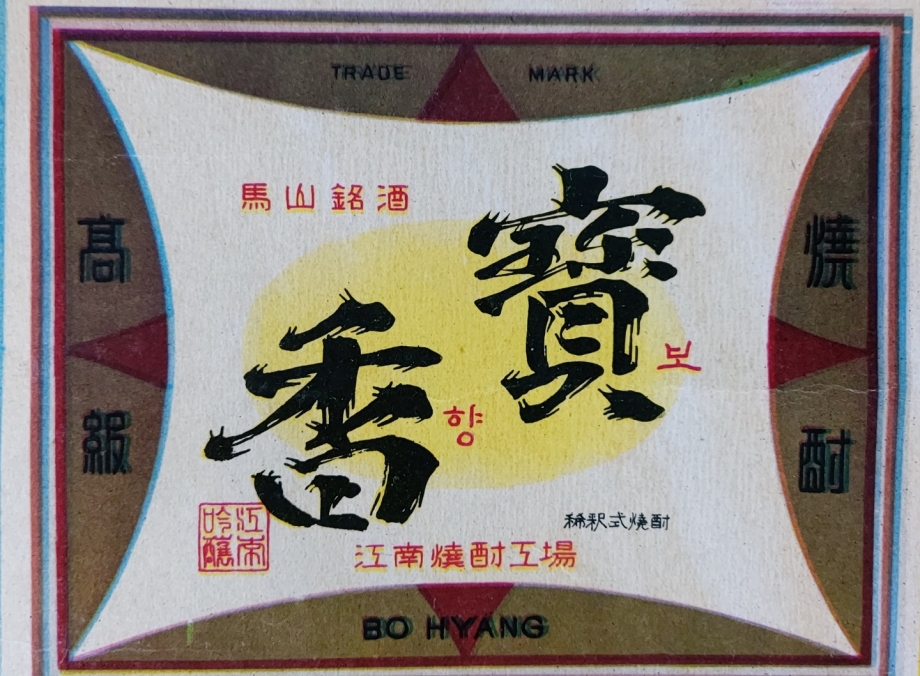 TRADE MARK
馬山銘酒
寶 보
香 향
高級
燒酎
稀釈式燒酎
江南燒酎工場
江南
吟釀
BO HYANG